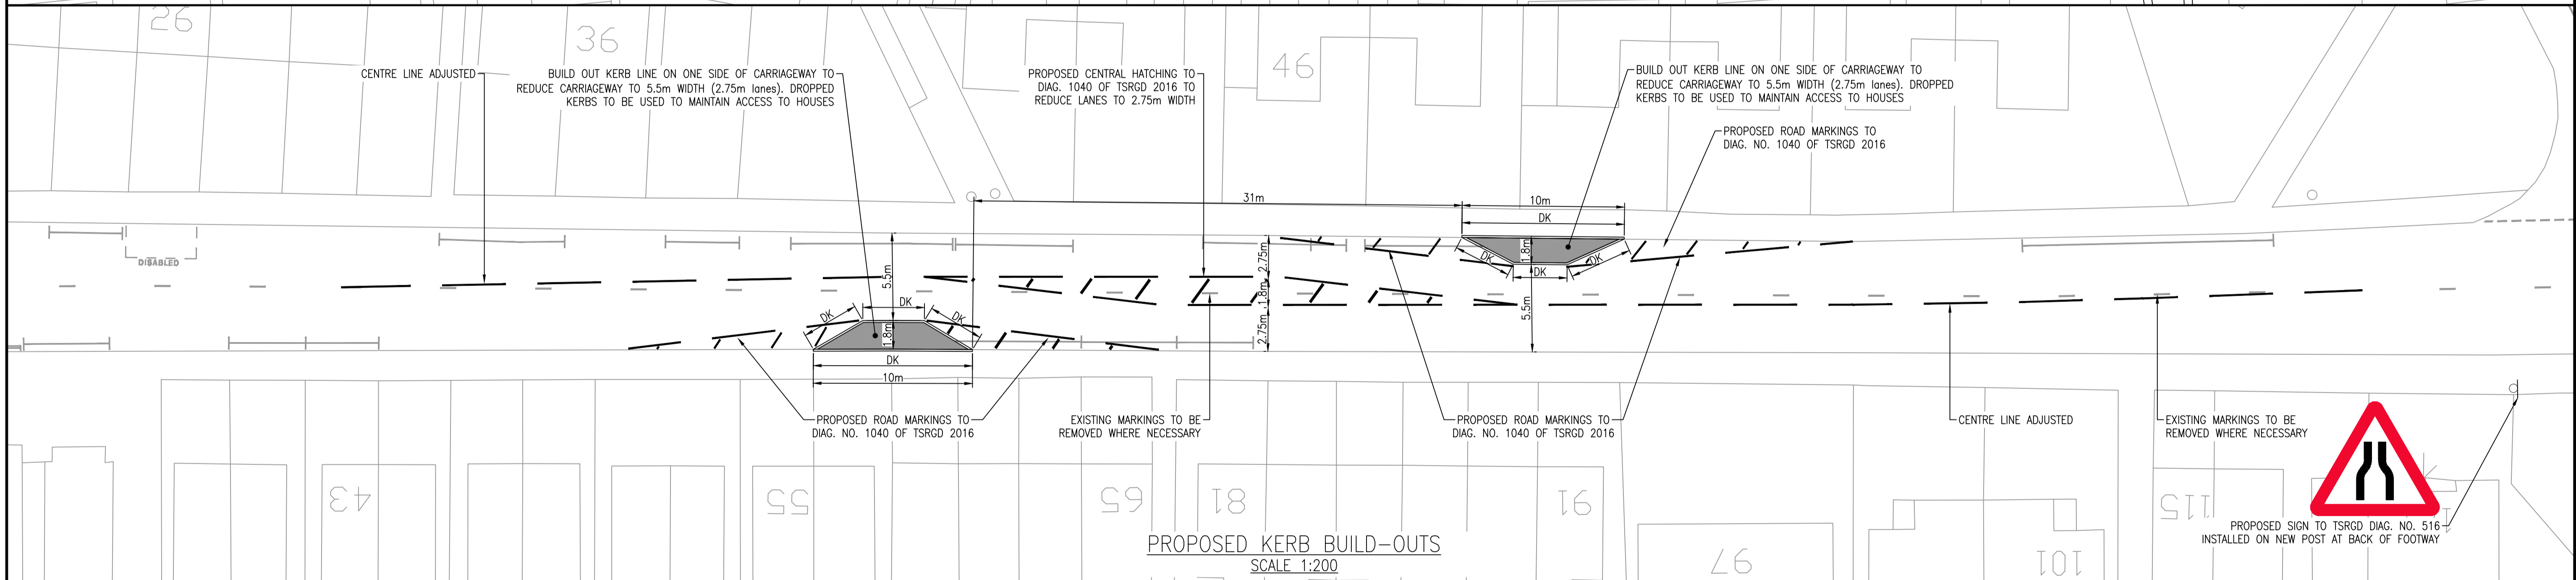 26
36
46
CENTRE LINE ADJUSTED
BUILD OUT KERB LINE ON ONE SIDE OF CARRIAGEWAY TO
REDUCE CARRIAGEWAY TO 5.5m WIDTH (2.75m lanes). DROPPED
KERBS TO BE USED TO MAINTAIN ACCESS TO HOUSES
PROPOSED CENTRAL HATCHING TO
DIAG. 1040 OF TSRGD 2016 TO
REDUCE LANES TO 2.75m WIDTH
BUILD OUT KERB LINE ON ONE SIDE OF CARRIAGEWAY TO
REDUCE CARRIAGEWAY TO 5.5m WIDTH (2.75m lanes). DROPPED
KERBS TO BE USED TO MAINTAIN ACCESS TO HOUSES
PROPOSED ROAD MARKINGS TO
DIAG. NO. 1040 OF TSRGD 2016
31m
10m
DK
1.8m
DK
DK
DK
5.5m
DISABLED
5.5m
DK
DK
DK
1.8m
DK
10m
2.75m
1.8m
2.75m
PROPOSED ROAD MARKINGS TO
DIAG. NO. 1040 OF TSRGD 2016
EXISTING MARKINGS TO BE
REMOVED WHERE NECESSARY
PROPOSED ROAD MARKINGS TO
DIAG. NO. 1040 OF TSRGD 2016
CENTRE LINE ADJUSTED
EXISTING MARKINGS TO BE
REMOVED WHERE NECESSARY
43
55
65
81
91
97
101
115
PROPOSED SIGN TO TSRGD DIAG. NO. 516
INSTALLED ON NEW POST AT BACK OF FOOTWAY
PROPOSED KERB BUILD-OUTS
SCALE 1:200